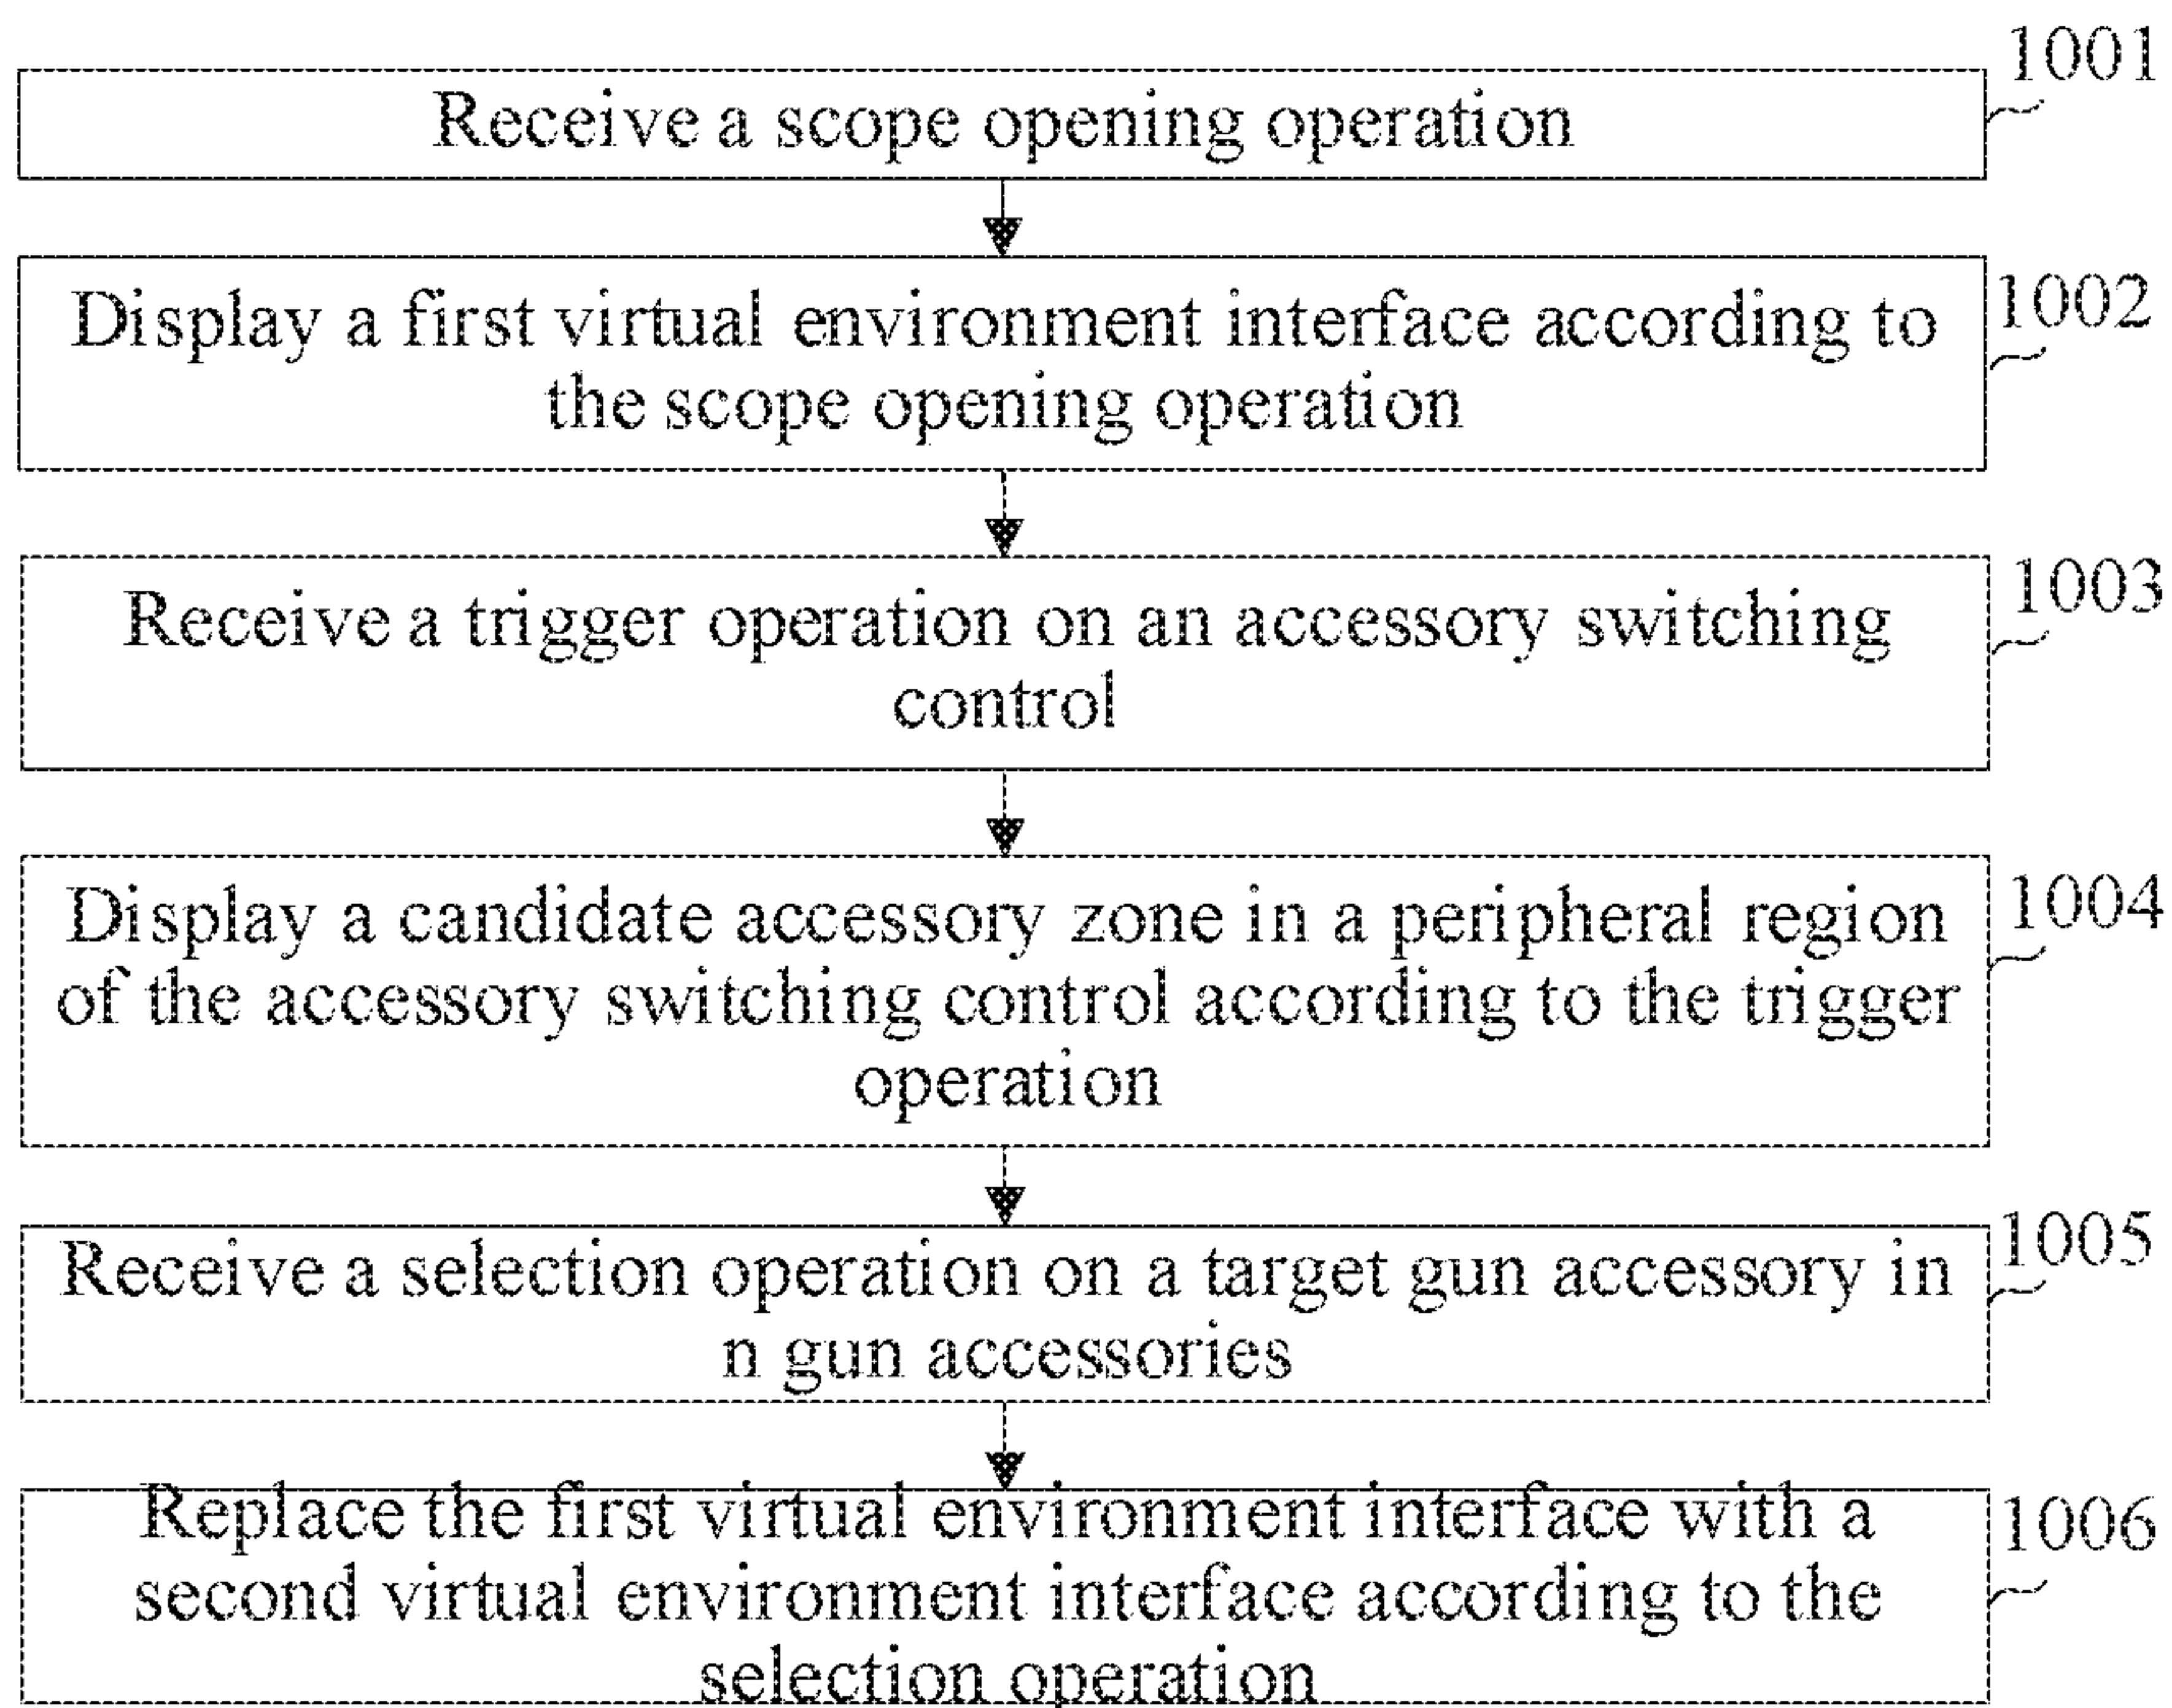 1001
Receive a scope opening operation
1002
Display a first virtual environment interface according to
the scope opening operation
1003
Receive a trigger operation on an accessory switching
control
1004
Display a candidate accessory zone in a peripheral region
of the accessory switching control according to the trigger
operation
1005
Receive a selection operation on a target gun accessory in
n gun accessories
1006
Replace the first virtual environment interface with a
second virtual environment interface according to the
selection operation